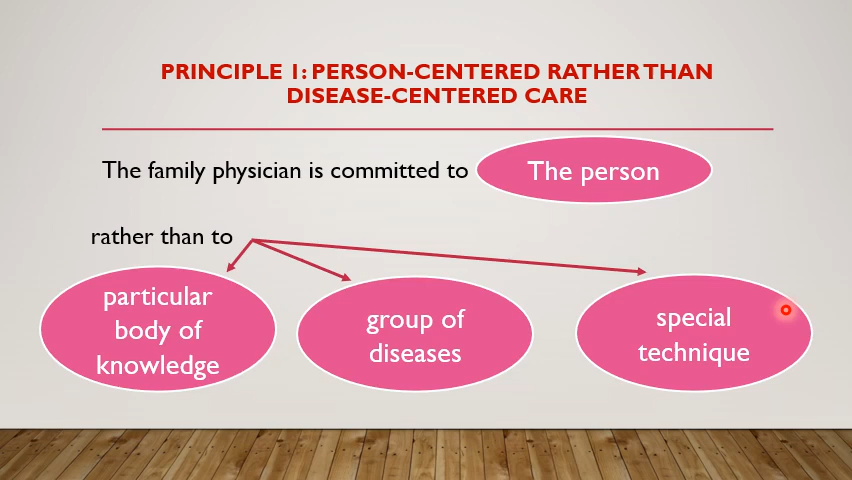 PRINCIPLE 1: PERSON-CENTERED RATHER THAN
DISEASE-CENTERED CARE
The family physician is committed to The person
rather than to
particular
body of
knowledge
group of
diseases
special
technique